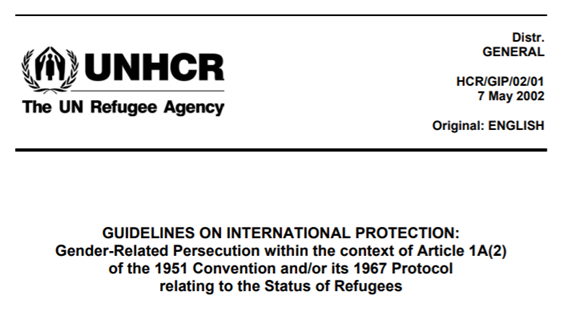 UNHCR
The UN Refugee Agency
Distr.
GENERAL
HCR/GIP/02/01
7 May 2002
Original: ENGLISH
GUIDELINES ON INTERNATIONAL PROTECTION:
Gender-Related Persecution within the context of Article 1A(2)
of the 1951 Convention and/or its 1967 Protocol
relating to the Status of Refugees